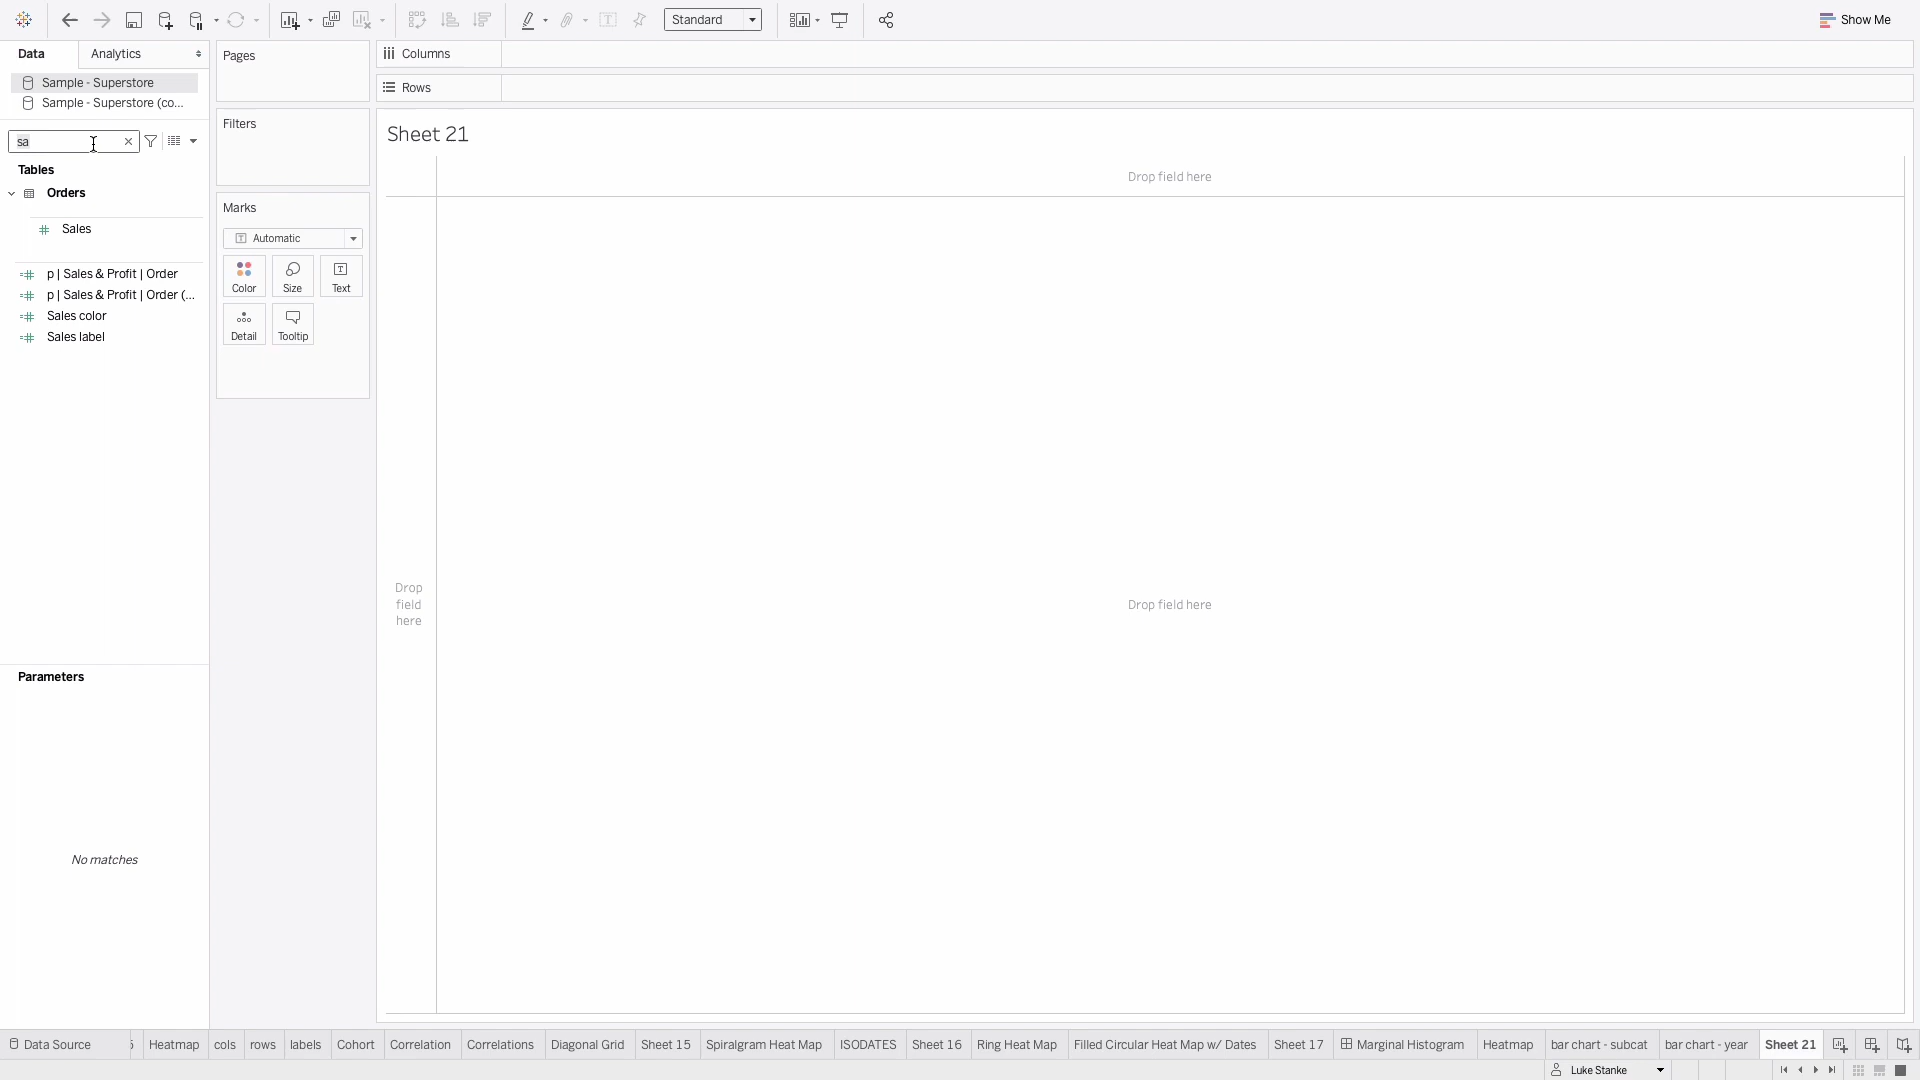 Standard
Show Me
Data
Analytics
Pages
Columns
Rows
Sample - Superstore
Sample - Superstore (co...
Filters
sa
Sheet 21
Tables
Orders
Drop field here
Sales
Marks
Automatic
p | Sales & Profit | Order
p | Sales & Profit | Order (...
Sales color
Sales label
Color
Size
Text
Detail
Tooltip
Drop
field
here
Drop field here
Parameters
No matches
Data Source
Heatmap
cols
rows
labels
Cohort
Correlation
Correlations
Diagonal Grid
Sheet 15
Spiralgram Heat Map
ISODATES
Sheet 16
Ring Heat Map
Filled Circular Heat Map w/ Dates
Sheet 17
Marginal Histogram
Heatmap
bar chart - subcat
bar chart - year
Sheet 21
Luke Stanke